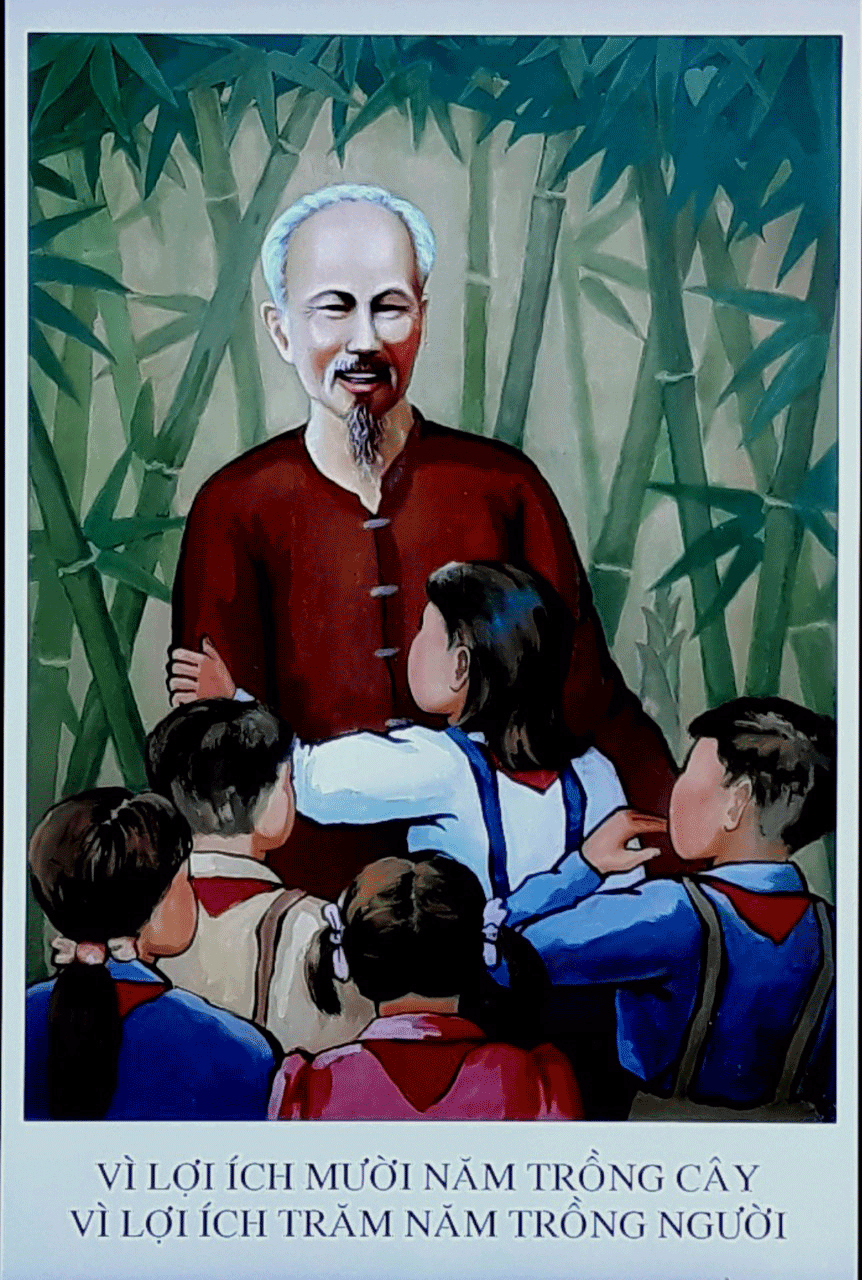 VÌ LỢI ÍCH MƯỜI NĂM TRỒNG CÂY
VÌ LỢI ÍCH TRĂM NĂM TRỒNG NGƯỜI